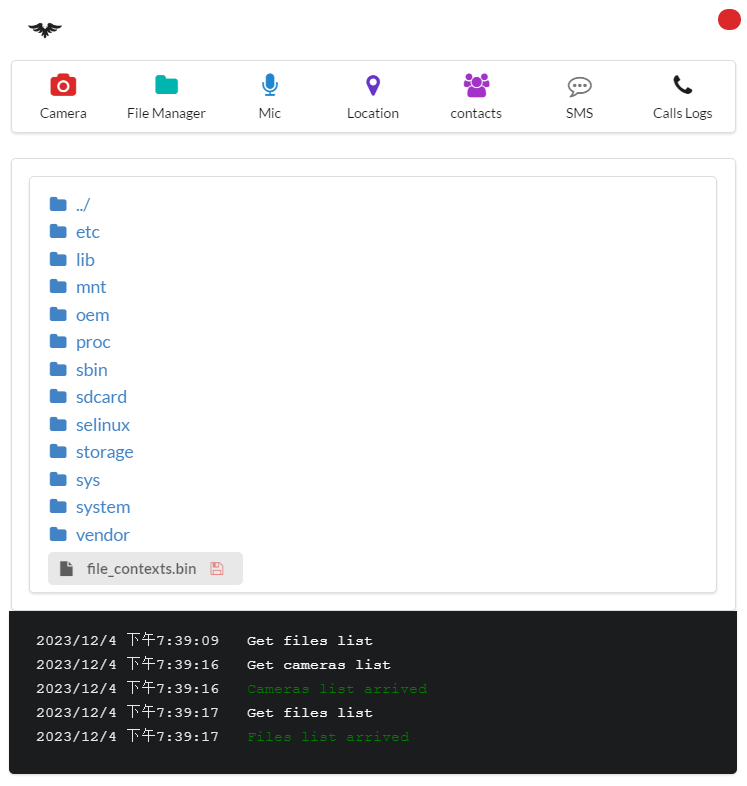 Camera File Manager Mic Location contacts SMS Calls Logs
../
etc
lib
mnt
oem
proc
sbin
sdcard
selinux
storage
sys
system
vendor
file_contexts.bin
2023/12/4 下午7:39:09 Get files list
2023/12/4 下午7:39:16 Get cameras list
2023/12/4 下午7:39:16 Cameras list arrived
2023/12/4 下午7:39:17 Get files list
2023/12/4 下午7:39:17 Files list arrived